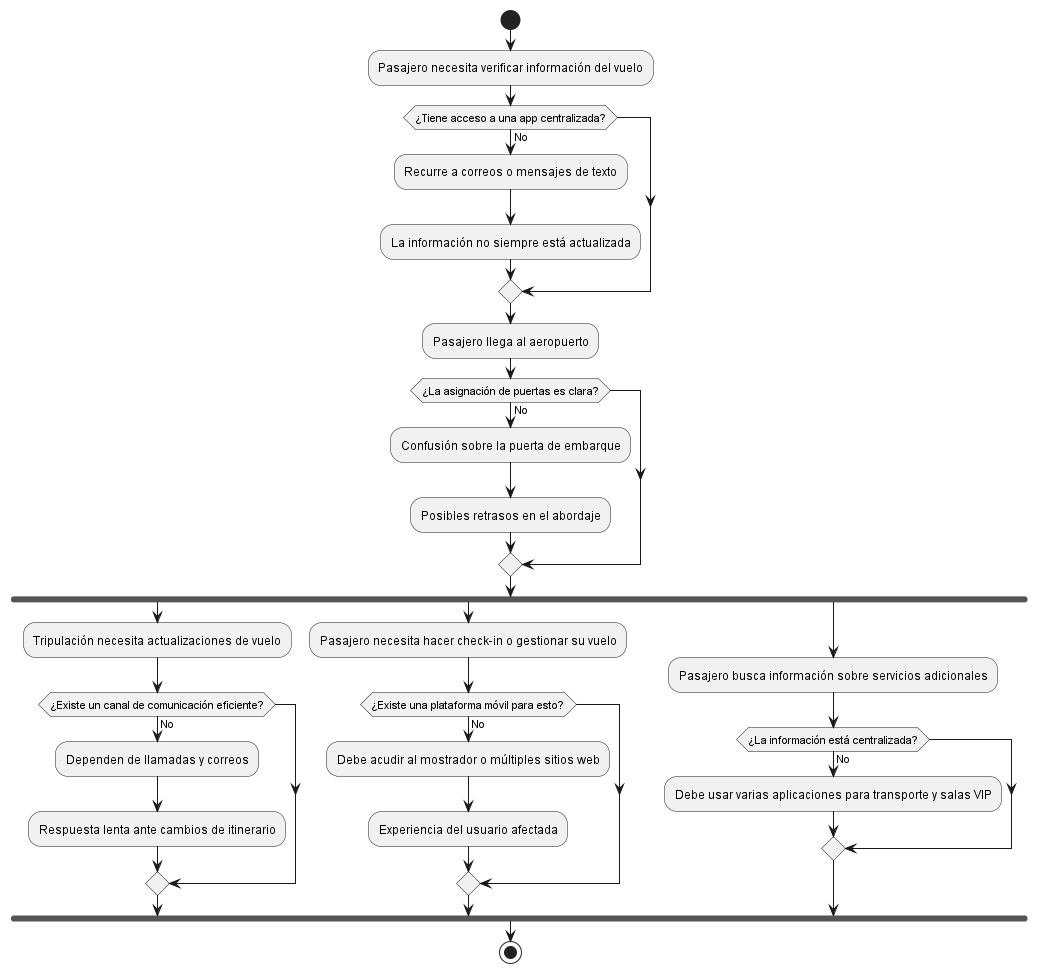 Pasajero necesita verificar información del vuelo
¿Tiene acceso a una app centralizada?
No
Recurre a correos o mensajes de texto
La información no siempre está actualizada
Pasajero llega al aeropuerto
¿La asignación de puertas es clara?
No
Confusión sobre la puerta de embarque
Posibles retrasos en el abordaje
Tripulación necesita actualizaciones de vuelo
¿Existe un canal de comunicación eficiente?
No
Dependen de llamadas y correos
Respuesta lenta ante cambios de itinerario
Pasajero necesita hacer check-in o gestionar su vuelo
¿Existe una plataforma móvil para esto?
No
Debe acudir al mostrador o múltiples sitios web
Experiencia del usuario afectada
Pasajero busca información sobre servicios adicionales
¿La información está centralizada?
No
Debe usar varias aplicaciones para transporte y salas VIP